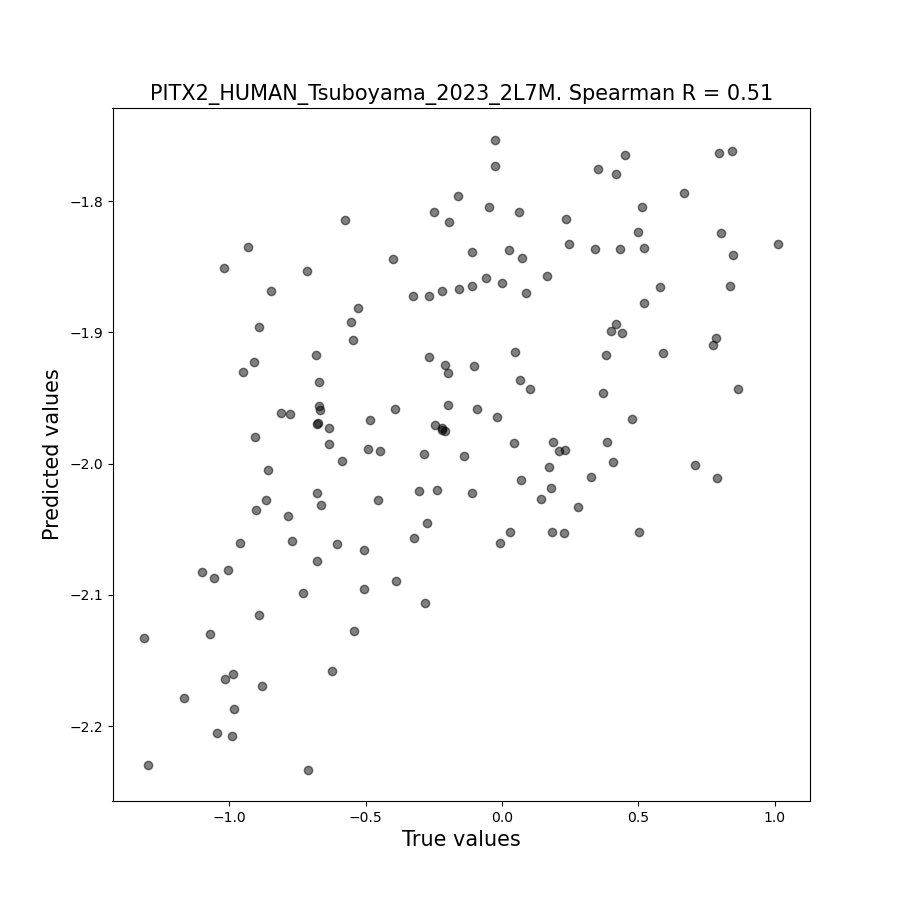 PITX2_HUMAN_Tsuboyama_2023_2L7M. Spearman R = 0.51
−1.8
−1.9
−2.0
−2.1
−2.2
Predicted values
−1.0 −0.5 0.0 0.5 1.0
True values